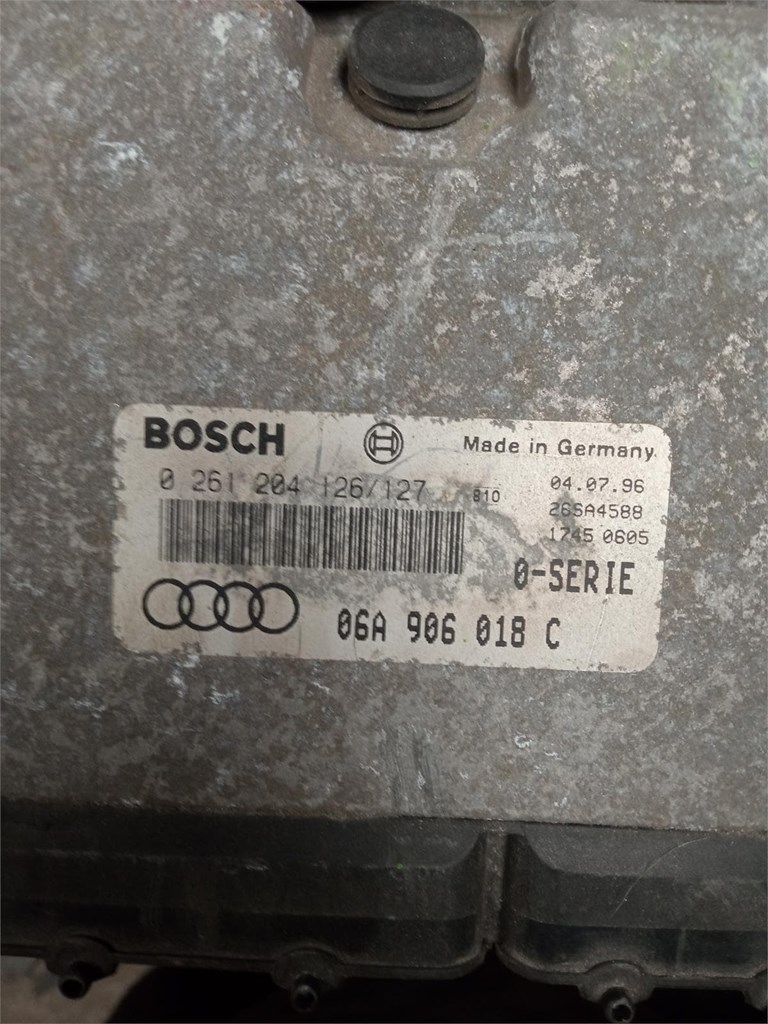 BOSCH
Made in Germany
0 261 204 126/127
810
04.07.96
26SA4588
1745 0605
0-SERIE
06A 906 018 C